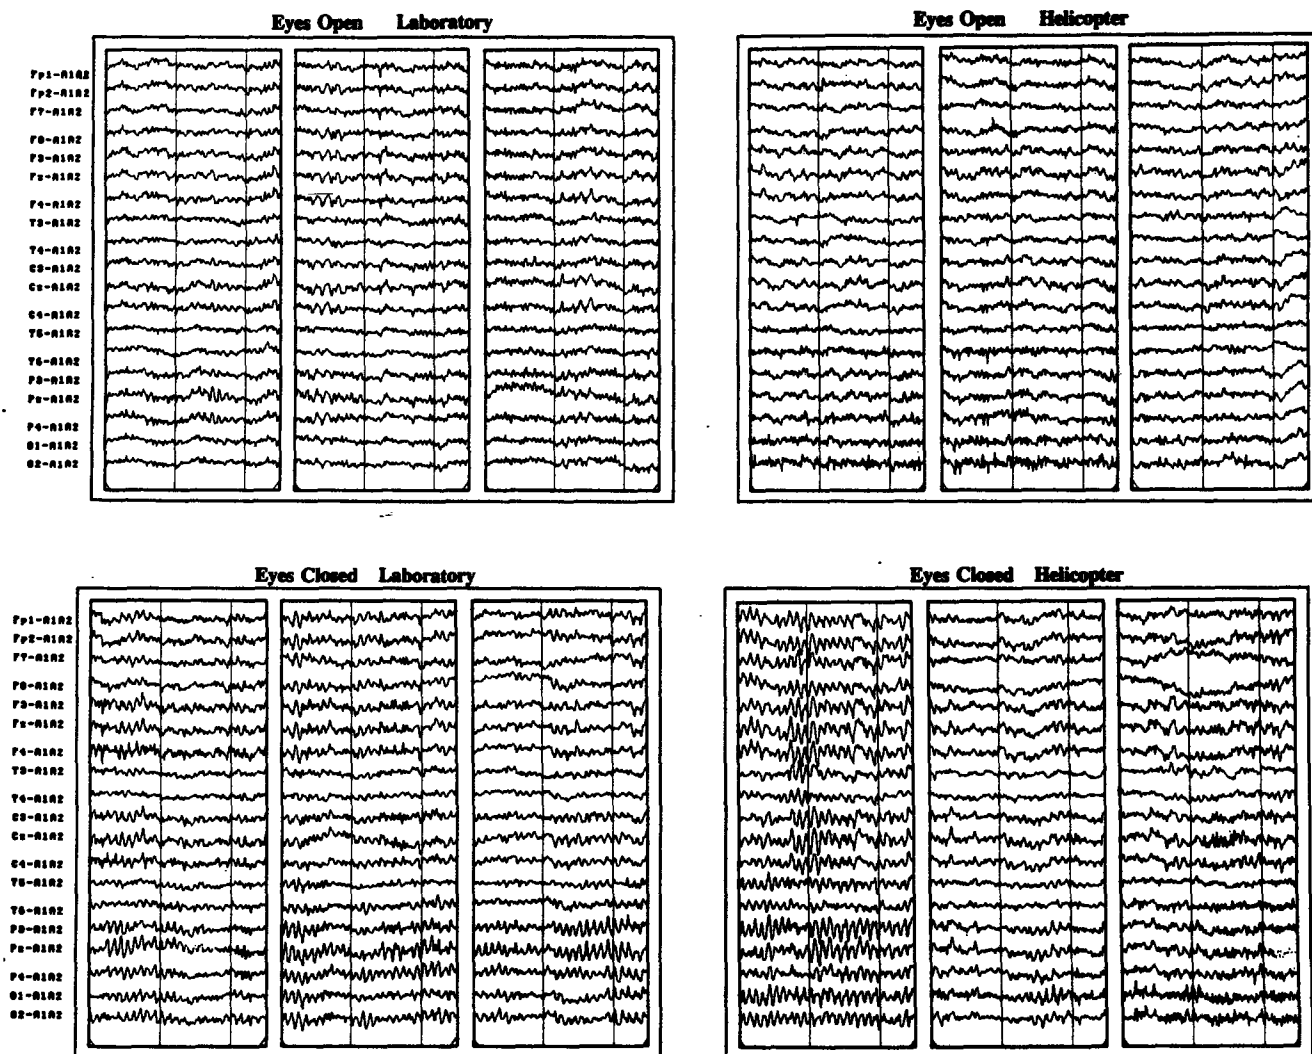 Eyes Open Laboratory
Fp1-A1A2
Fp2-A1A2
F7-A1A2
F8-A1A2
F3-A1A2
Fz-A1A2
F4-A1A2
T3-A1A2
T4-A1A2
C3-A1A2
Cz-A1A2
C4-A1A2
T5-A1A2
T6-A1A2
P3-A1A2
Pz-A1A2
P4-A1A2
O1-A1A2
O2-A1A2
Eyes Open Helicopter
Eyes Closed Laboratory
Fp1-A1A2
Fp2-A1A2
F7-A1A2
F8-A1A2
F3-A1A2
Fz-A1A2
F4-A1A2
T3-A1A2
T4-A1A2
C3-A1A2
Cz-A1A2
C4-A1A2
T5-A1A2
T6-A1A2
P3-A1A2
Pz-A1A2
P4-A1A2
O1-A1A2
O2-A1A2
Eyes Closed Helicopter